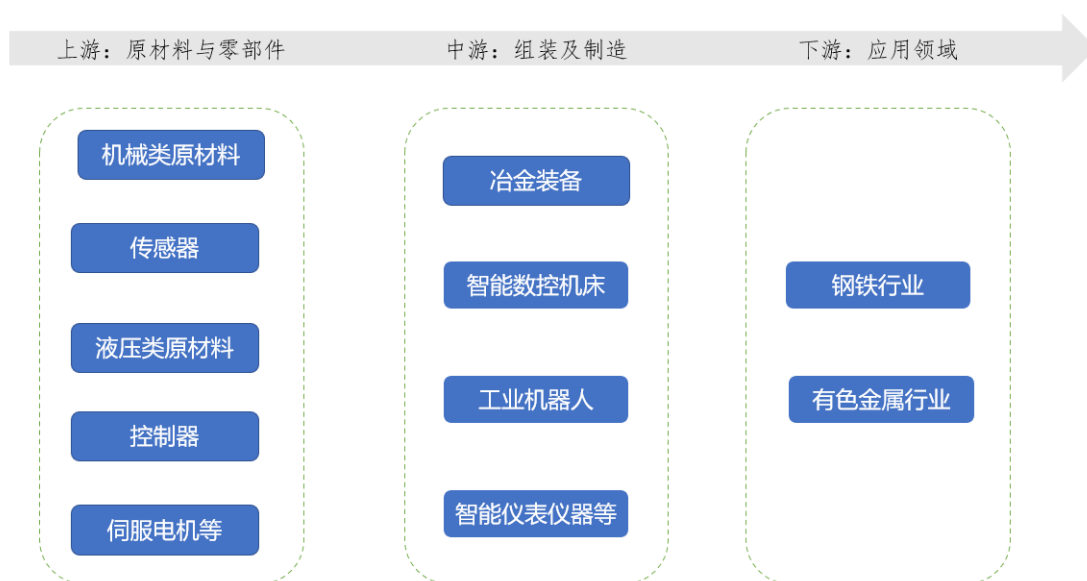 上游：原材料与零部件
中游：组装及制造
下游：应用领域
机械类原材料
传感器
液压类原材料
控制器
伺服电机等
冶金装备
智能数控机床
工业机器人
智能仪表仪器等
钢铁行业
有色金属行业